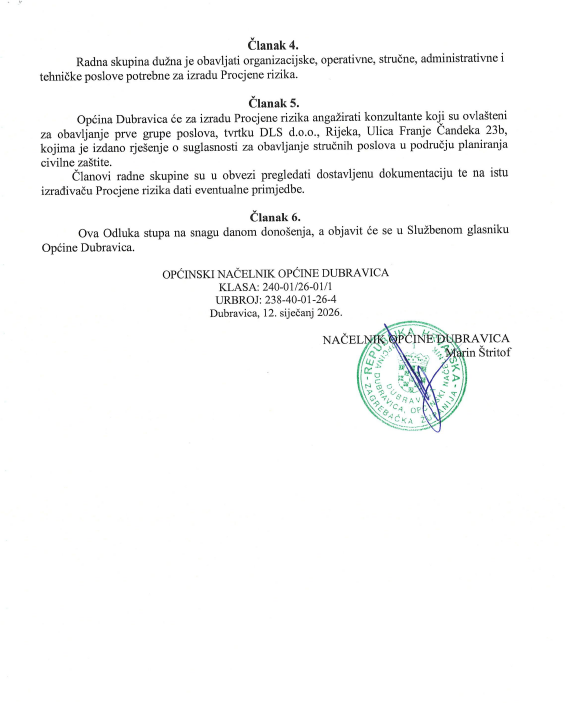 Članak 4.
Radna skupina dužna je obavljati organizacijske, operativne, stručne, administrativne i
tehničke poslove potrebne za izradu Procjene rizika.
Članak 5.
Općina Dubravica će za izradu Procjene rizika angažirati konzultante koji su ovlašteni
za obavljanje prve grupe poslova, tvrtku DLS d.o.o., Rijeka, Ulica Franje Čandeka 23b,
kojima je izdano rješenje o suglasnosti za obavljanje stručnih poslova u području planiranja
civilne zaštite.
Članovi radne skupine su u obvezi pregledati dostavljenu dokumentaciju te na istu
izrađivaču Procjene rizika dati eventualne primjedbe.
Članak 6.
Ova Odluka stupa na snagu danom donošenja, a objavit će se u Službenom glasniku
Općine Dubravica.
OPĆINSKI NAČELNIK OPĆINE DUBRAVICA
KLASA: 240-01/26-01/1
URBROJ: 238-40-01-26-4
Dubravica, 12. siječanj 2026.
NAČELNIK OPĆINE DUBRAVICA
Marin Štritof
REPUBLIKA HRVATSKA
ZAGREBAČKA ŽUPANIJA
OPĆINA DUBRAVICA
DUBRAVICA